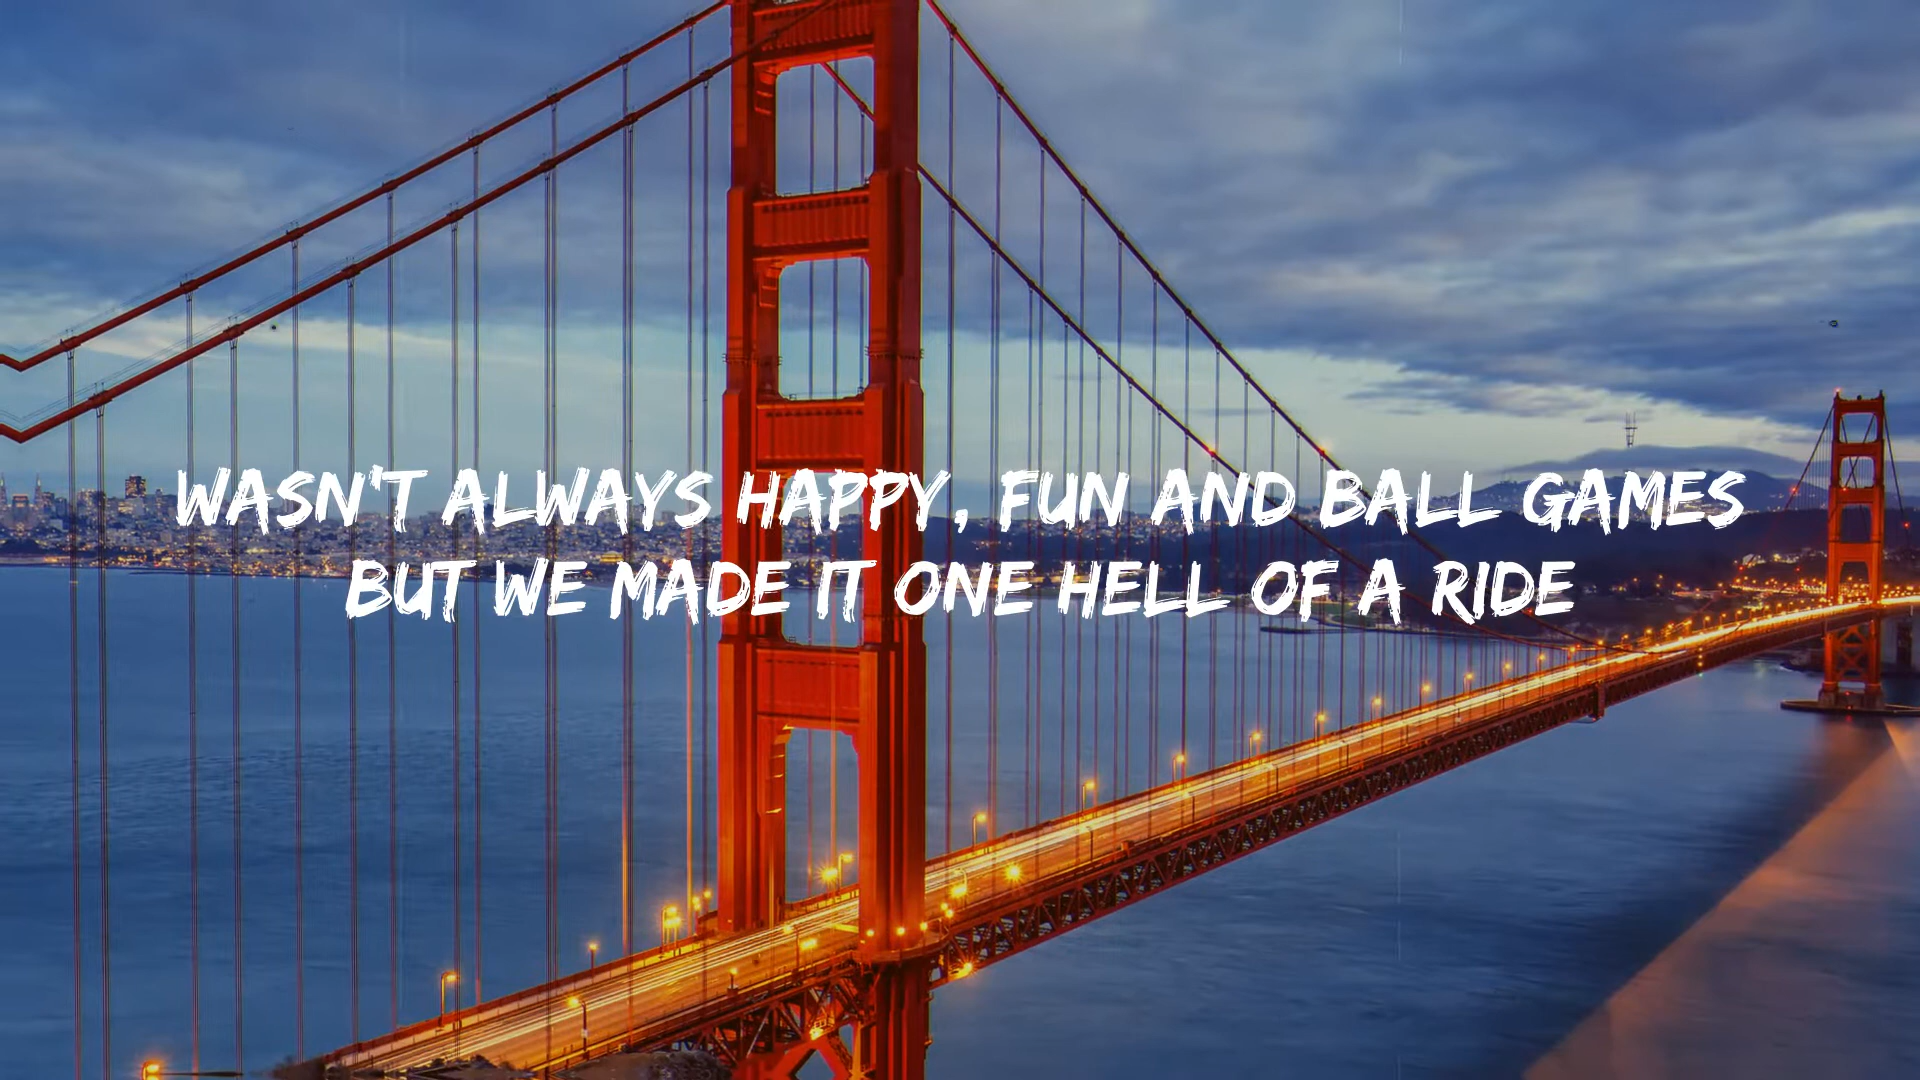 WASN'T ALWAYS HAPPY, FUN AND BALL GAMES
BUT WE MADE IT ONE HELL OF A RIDE